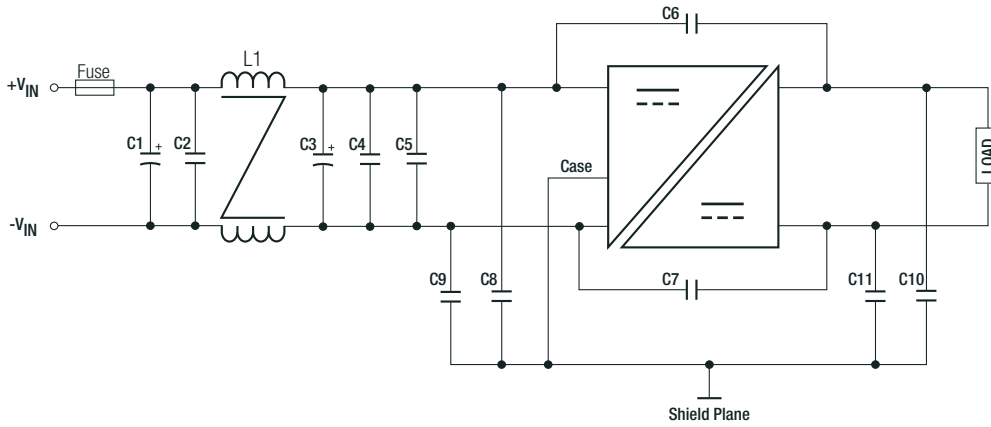 C6
L1
Fuse
+VIN
C1 +
C2
C3 +
C4
C5
Case
LOAD
-VIN
C9
C8
C7
C11
C10
Shield Plane